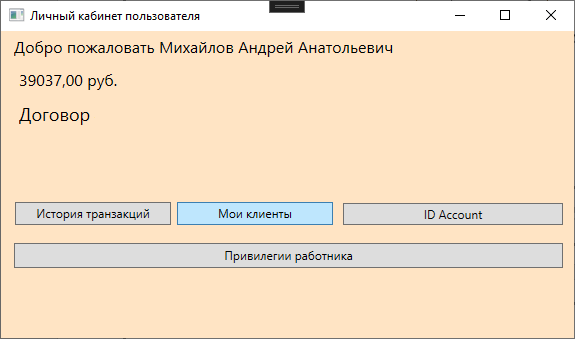 Личный кабинет пользователя
Добро пожаловать Михайлов Андрей Анатольевич
39037,00 руб.
Договор
История транзакций Мои клиенты ID Account
Привилегии работника